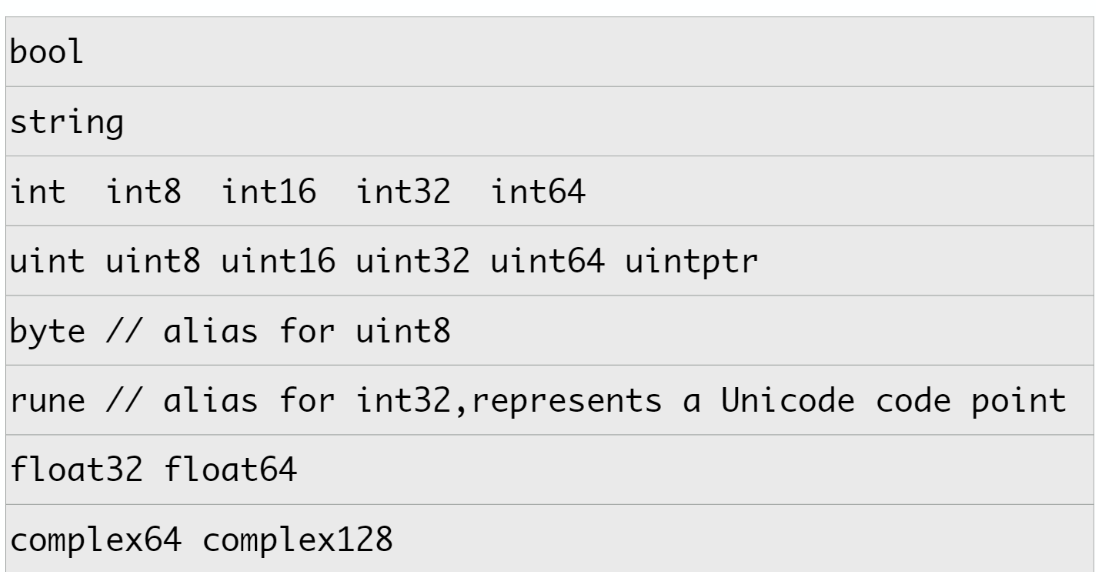 bool
string
int  int8  int16  int32  int64
uint uint8 uint16 uint32 uint64 uintptr
byte // alias for uint8
rune // alias for int32,represents a Unicode code point
float32 float64
complex64 complex128